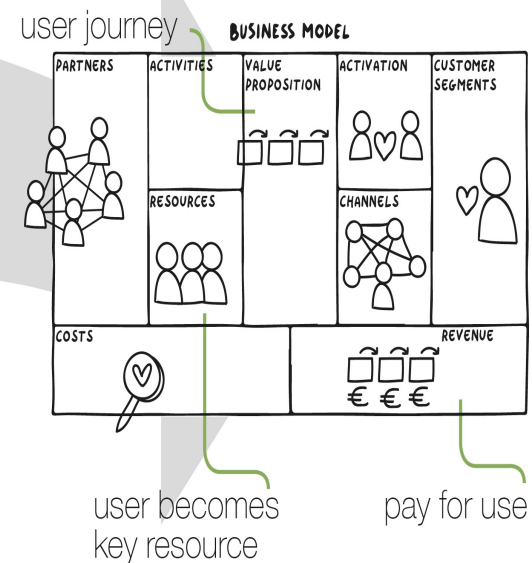 user journey
BUSINESS MODEL
PARTNERS
ACTIVITIES
VALUE
PROPOSITION
ACTIVATION
CUSTOMER
SEGMENTS
RESOURCES
CHANNELS
COSTS
REVENUE
€ € €
user becomes
key resource
pay for use